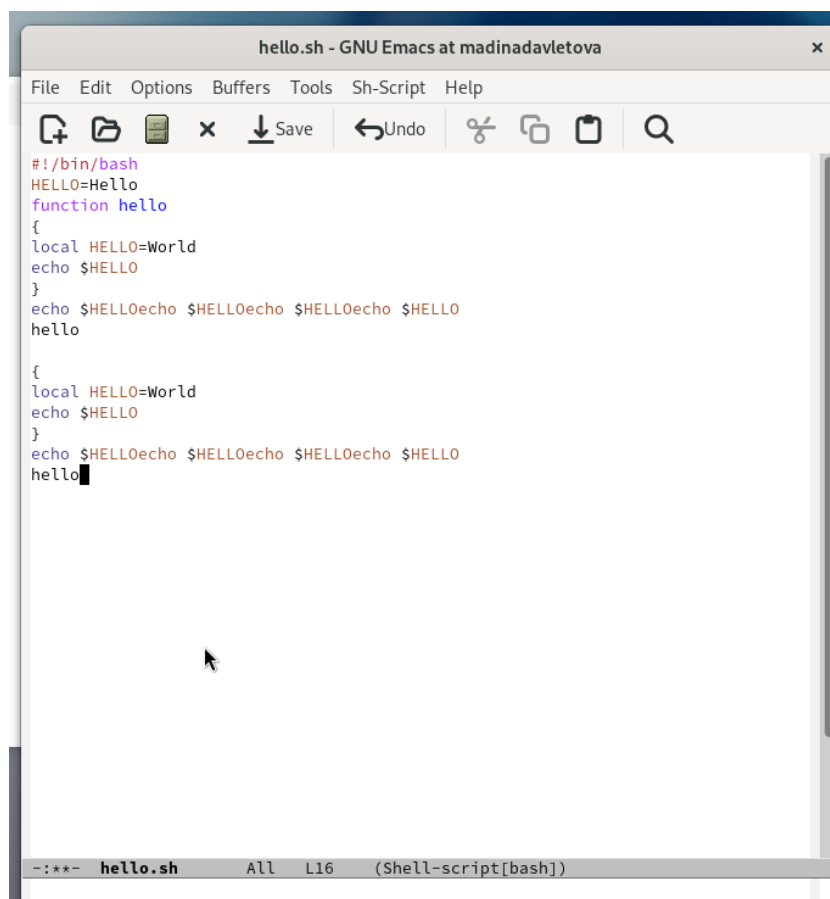 hello.sh - GNU Emacs at madinadavletova ×
File Edit Options Buffers Tools Sh-Script Help
Save Undo
#!/bin/bash
HELLO=Hello
function hello
{
local HELLO=World
echo $HELLO
}
echo $HELLOecho $HELLOecho $HELLOecho $HELLO
hello
{
local HELLO=World
echo $HELLO
}
echo $HELLOecho $HELLOecho $HELLOecho $HELLO
hello
-:**- hello.sh All L16 (Shell-script[bash])